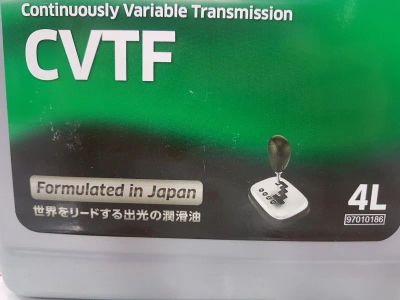 Continuously Variable Transmission
CVTF
Formulated in Japan
世界をリードする出光の潤滑油
4L
97010186